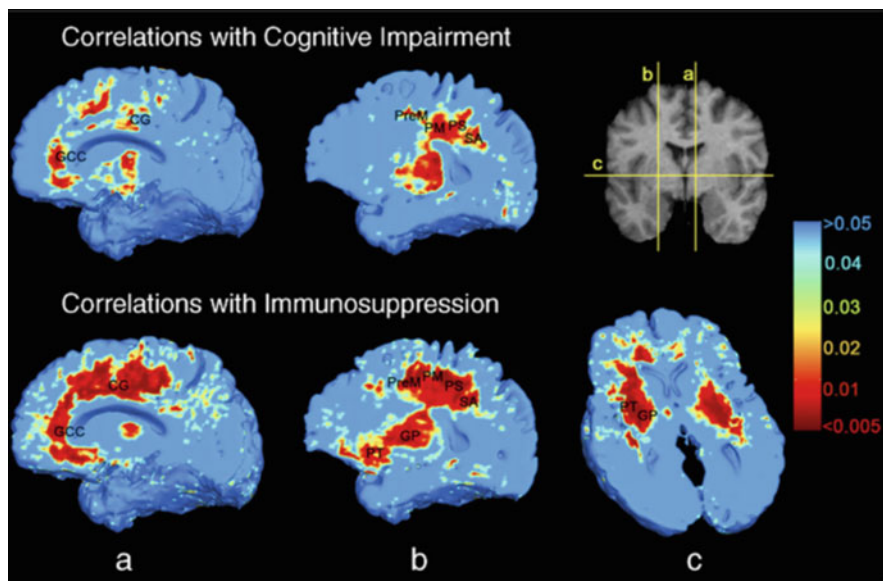 Correlations with Cognitive Impairment
b a
CG
GCC
PreM
PM PS
SA
c
>0.05
0.04
0.03
0.02
0.01
<0.005
Correlations with Immunosuppression
CG
GCC
PreM PM PS
SA
GP
PT
PT GP
a b c